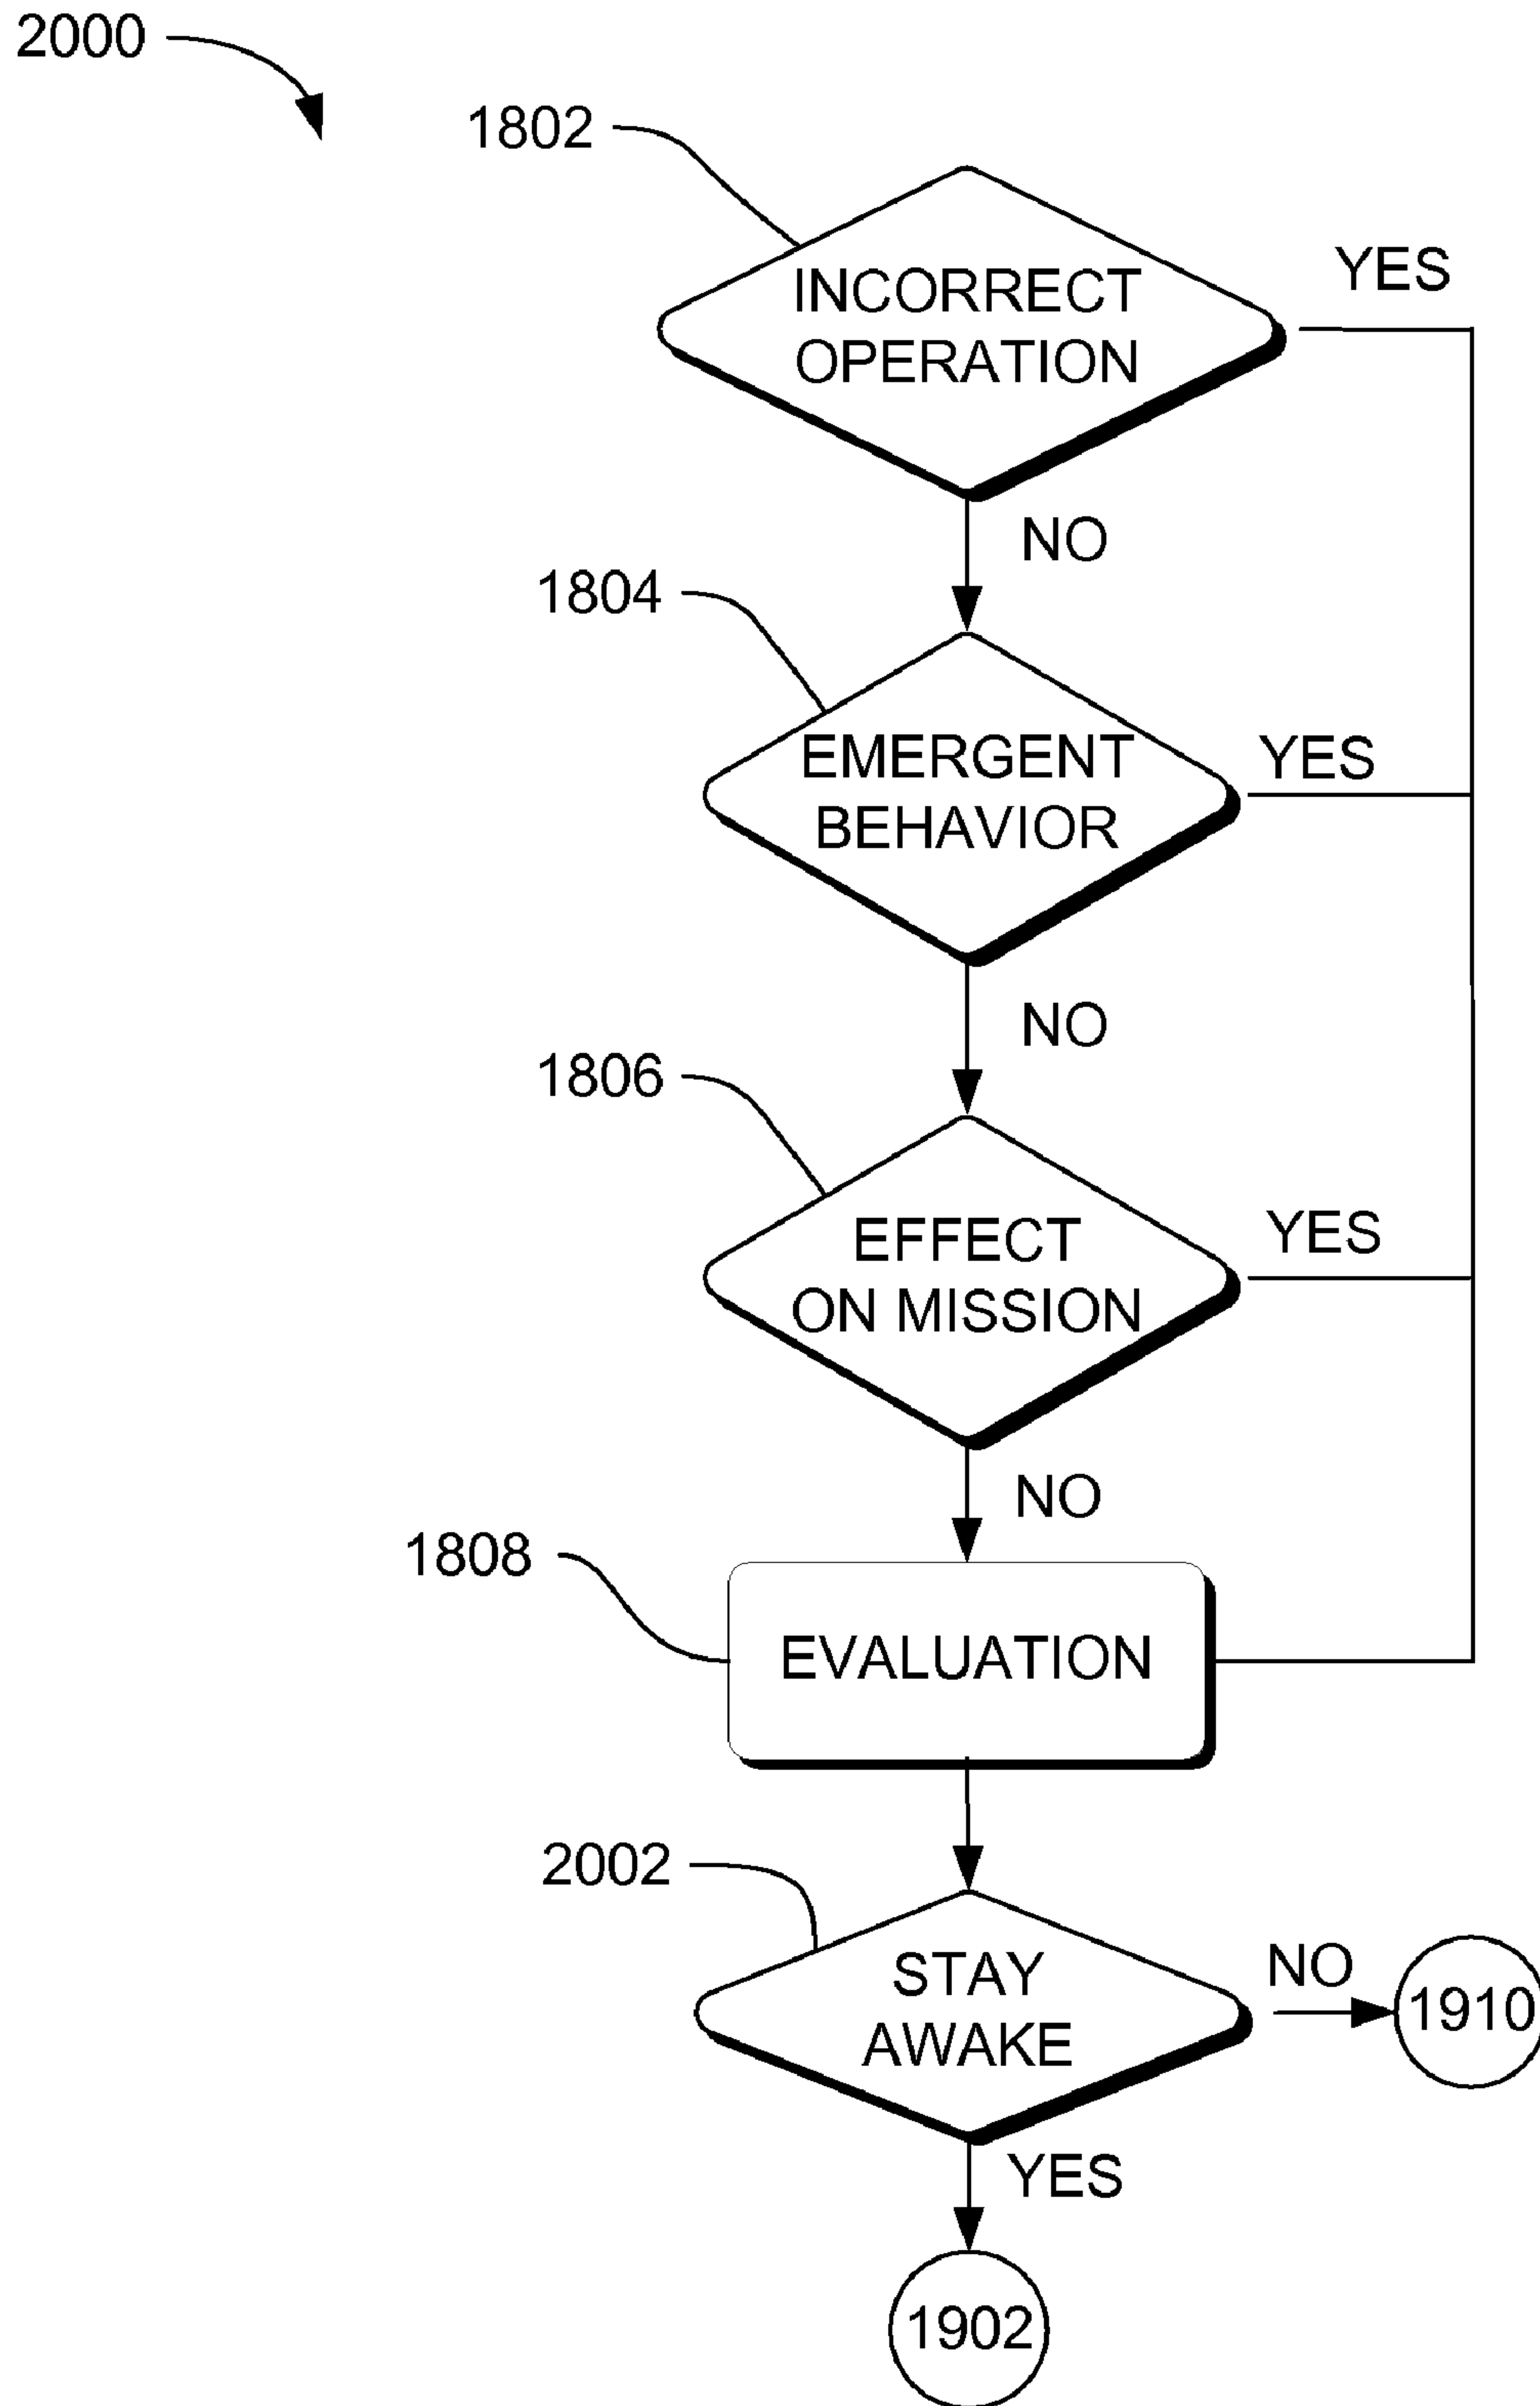 2000
1802
INCORRECT
OPERATION
YES
NO
1804
EMERGENT
BEHAVIOR
YES
NO
1806
EFFECT
ON MISSION
YES
NO
1808
EVALUATION
2002
STAY
AWAKE
NO
1910
YES
1902